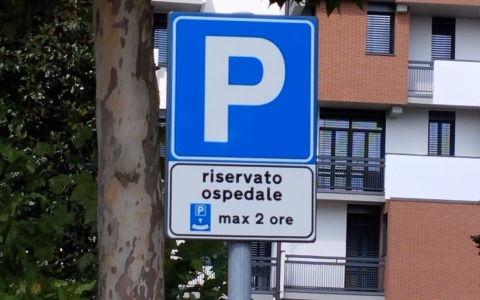 P
riservato
ospedale
P max 2 ore